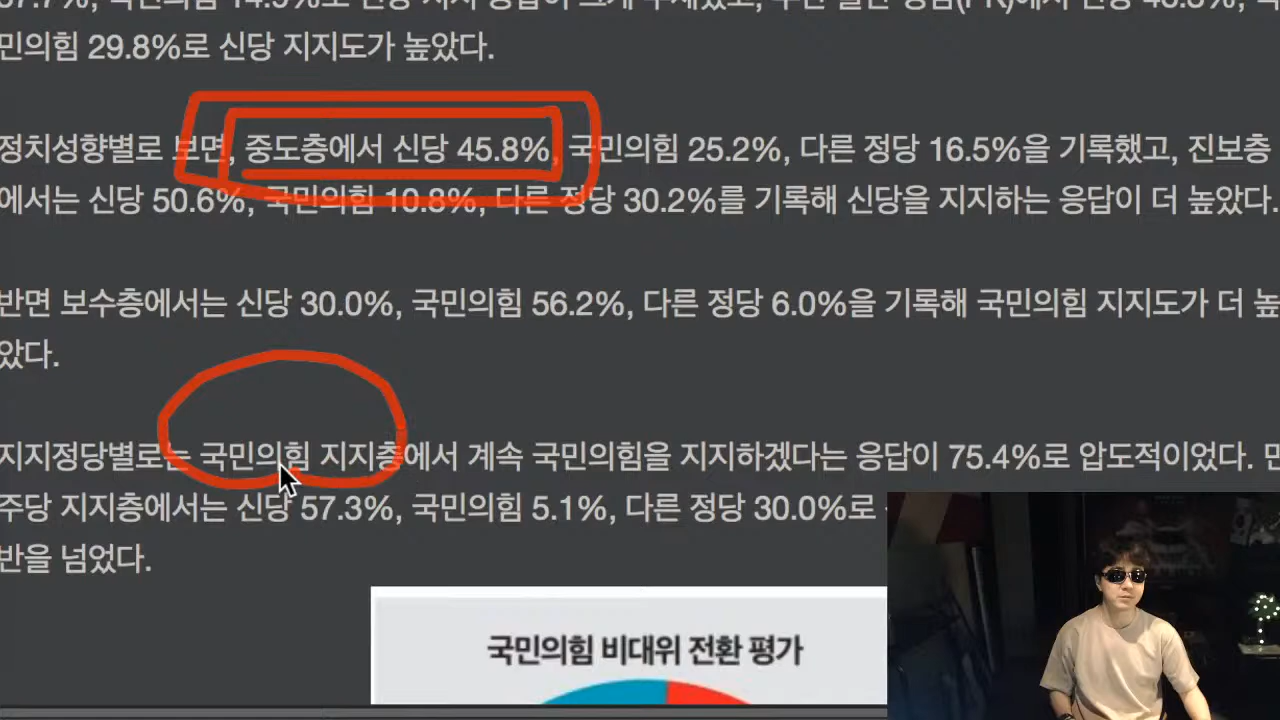 민의힘 29.8%로 신당 지지도가 높았다.
정치성향별로 보면, 중도층에서 신당 45.8%, 국민의힘 25.2%, 다른 정당 16.5%을 기록했고, 진보층
에서는 신당 50.6%, 국민의힘 10.8%, 다른 정당 30.2%를 기록해 신당을 지지하는 응답이 더 높았다.
반면 보수층에서는 신당 30.0%, 국민의힘 56.2%, 다른 정당 6.0%을 기록해 국민의힘 지지도가 더 높
았다.
지지정당별로는 국민의힘 지지층에서 계속 국민의힘을 지지하겠다는 응답이 75.4%로 압도적이었다. 민
주당 지지층에서는 신당 57.3%, 국민의힘 5.1%, 다른 정당 30.0%로
반을 넘었다.
국민의힘 비대위 전환 평가